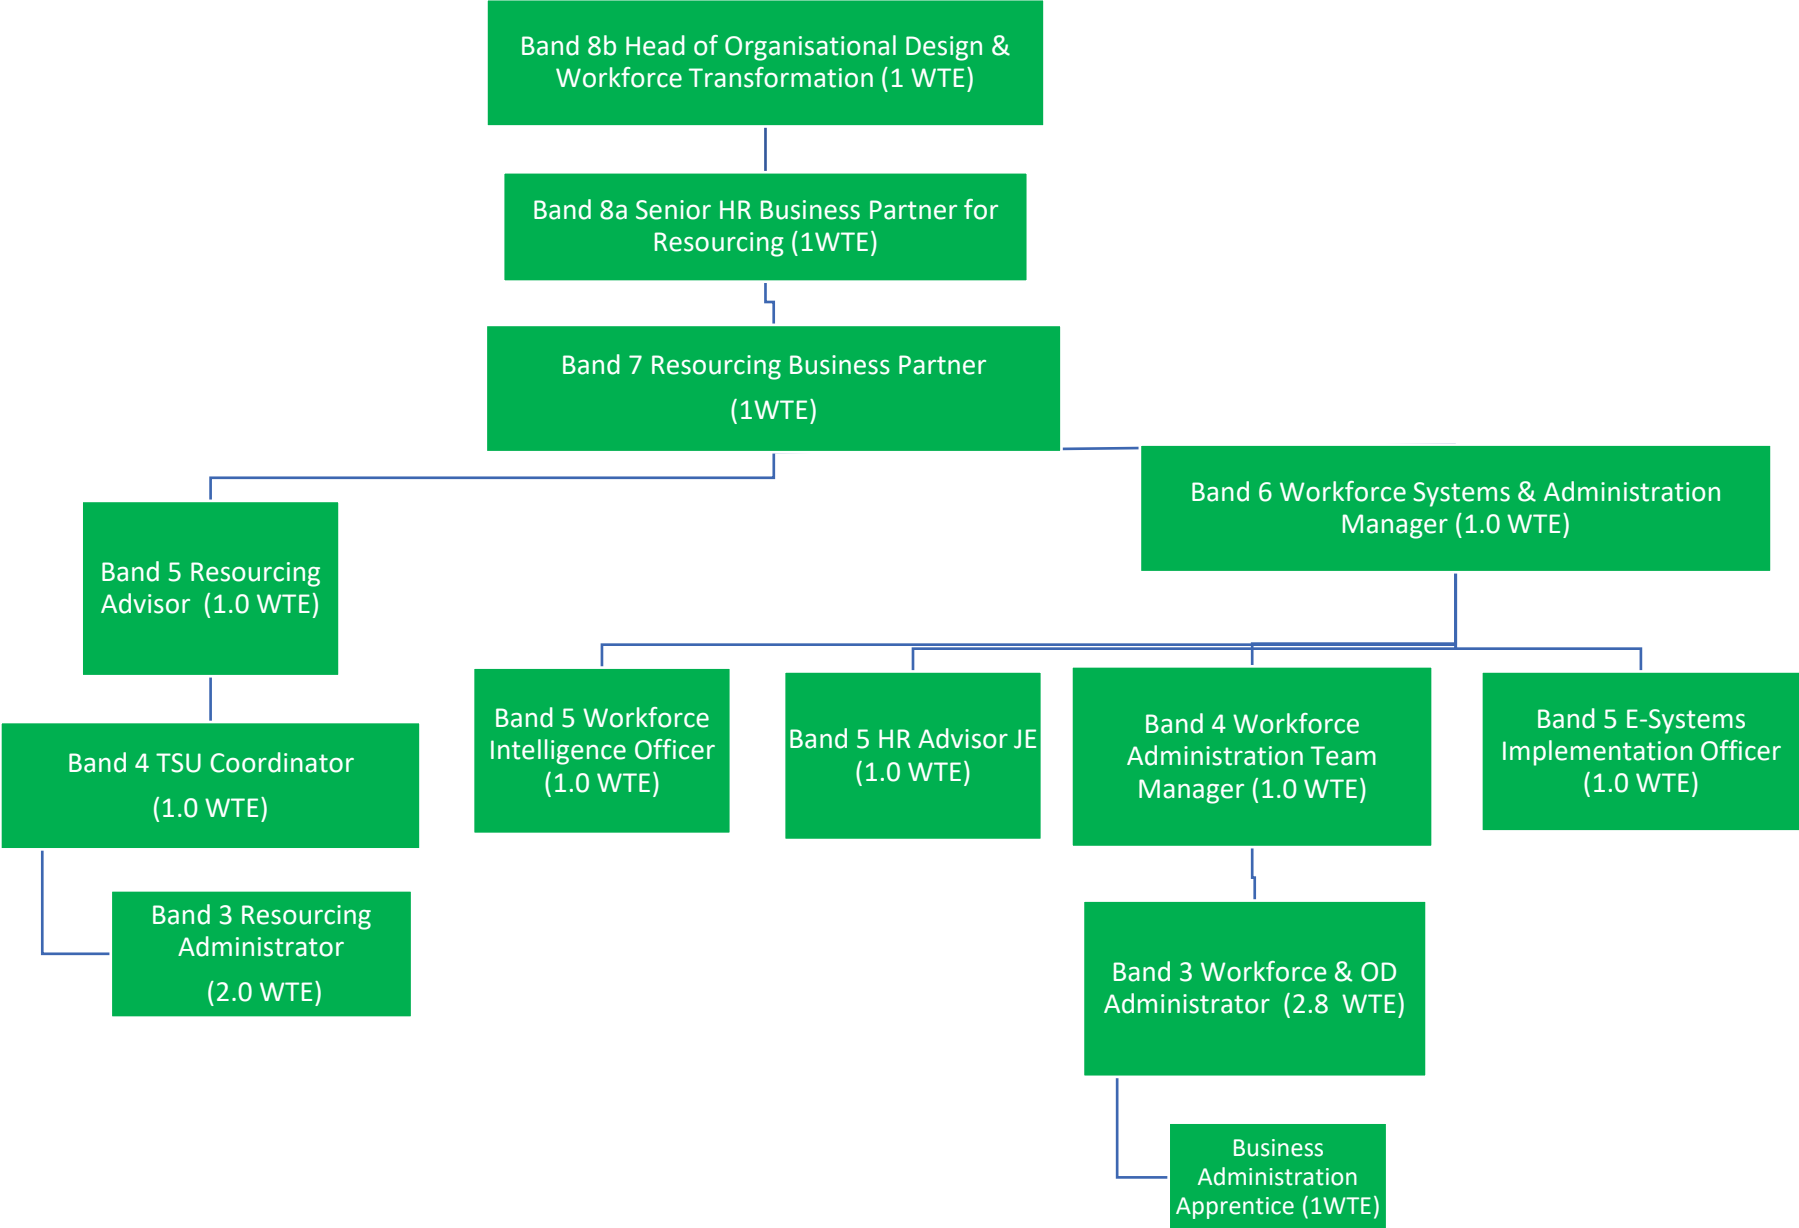 Band 8b Head of Organisational Design &
Workforce Transformation (1 WTE)
Band 8a Senior HR Business Partner for
Resourcing (1WTE)
Band 7 Resourcing Business Partner
(1WTE)
Band 6 Workforce Systems & Administration
Manager (1.0 WTE)
Band 5 Resourcing
Advisor  (1.0 WTE)
Band 4 TSU Coordinator
(1.0 WTE)
Band 3 Resourcing
Administrator
(2.0 WTE)
Band 5 Workforce
Intelligence Officer
(1.0 WTE)
Band 5 HR Advisor JE
(1.0 WTE)
Band 4 Workforce
Administration Team
Manager (1.0 WTE)
Band 5 E-Systems
Implementation Officer
(1.0 WTE)
Band 3 Workforce & OD
Administrator  (2.8  WTE)
Business
Administration
Apprentice (1WTE)